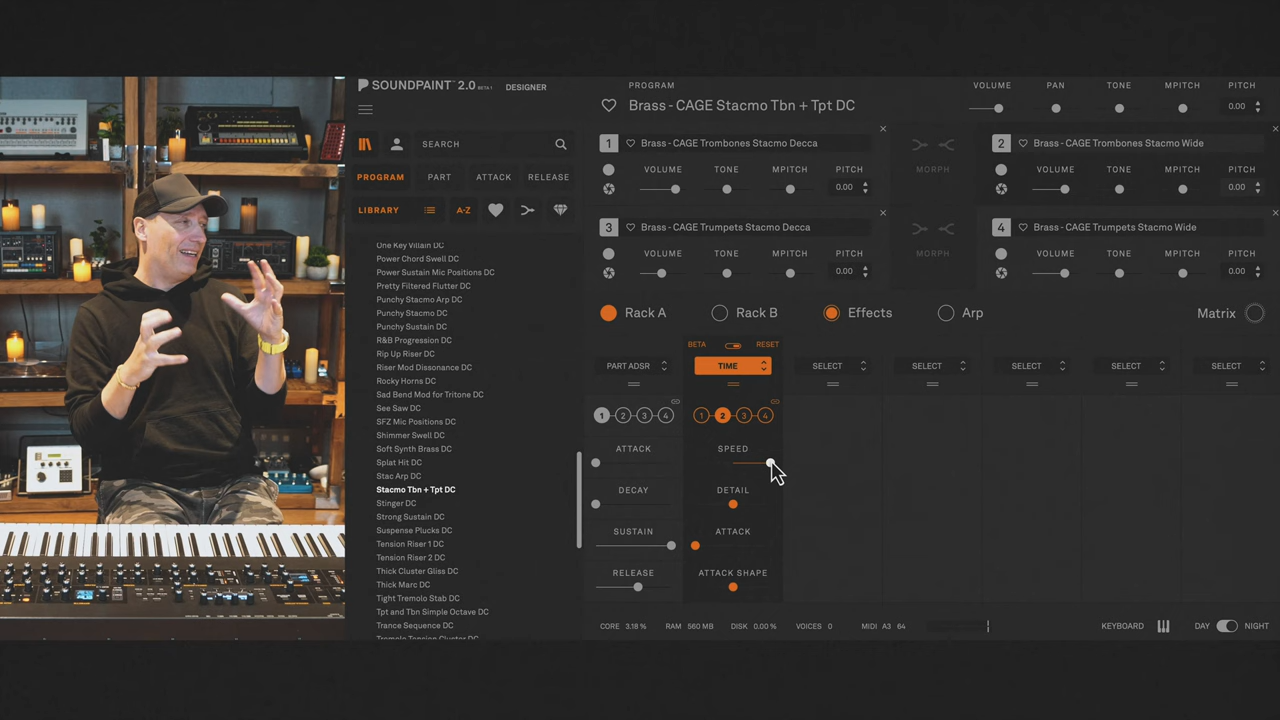 SOUNDPAINT 2.0 BETA 1 DESIGNER
SEARCH
PROGRAM PART ATTACK RELEASE
LIBRARY A-Z
One Key Villain DC
Power Chord Swell DC
Power Sustain Mic Positions DC
Pretty Filtered Flutter DC
Punchy Stacmo Arp DC
Punchy Stacmo DC
Punchy Sustain DC
R&B Progression DC
Rip Up Riser DC
Riser Mod Dissonance DC
Rocky Horns DC
Sad Bend Mod for Tritone DC
See Saw DC
SFZ Mic Positions DC
Shimmer Swell DC
Soft Synth Brass DC
Splat Hit DC
Stac Arp DC
Stacmo Tbn + Tpt DC
Stinger DC
Strong Sustain DC
Suspense Plucks DC
Tension Riser 1 DC
Tension Riser 2 DC
Thick Cluster Gliss DC
Thick Marc DC
Tight Tremolo Stab DC
Tpt and Tbn Simple Octave DC
Trance Sequence DC
Tremolo Tension Cluster DC
PROGRAM
Brass - CAGE Stacmo Tbn + Tpt DC
VOLUME PAN TONE MPITCH PITCH
0.00
1 Brass - CAGE Trombones Stacmo Decca
VOLUME TONE MPITCH PITCH
0.00
MORPH
2 Brass - CAGE Trombones Stacmo Wide
VOLUME TONE MPITCH PITCH
0.00
3 Brass - CAGE Trumpets Stacmo Decca
VOLUME TONE MPITCH PITCH
0.00
MORPH
4 Brass - CAGE Trumpets Stacmo Wide
VOLUME TONE MPITCH PITCH
0.00
Rack A Rack B Effects Arp Matrix
BETA RESET
PART ADSR TIME SELECT SELECT SELECT SELECT SELECT
1 2 3 4 1 2 3 4
ATTACK SPEED
DECAY DETAIL
SUSTAIN ATTACK
RELEASE ATTACK SHAPE
CORE 3.18 % RAM 560 MB DISK 0.00 % VOICES 0 MIDI A3 64 KEYBOARD DAY NIGHT